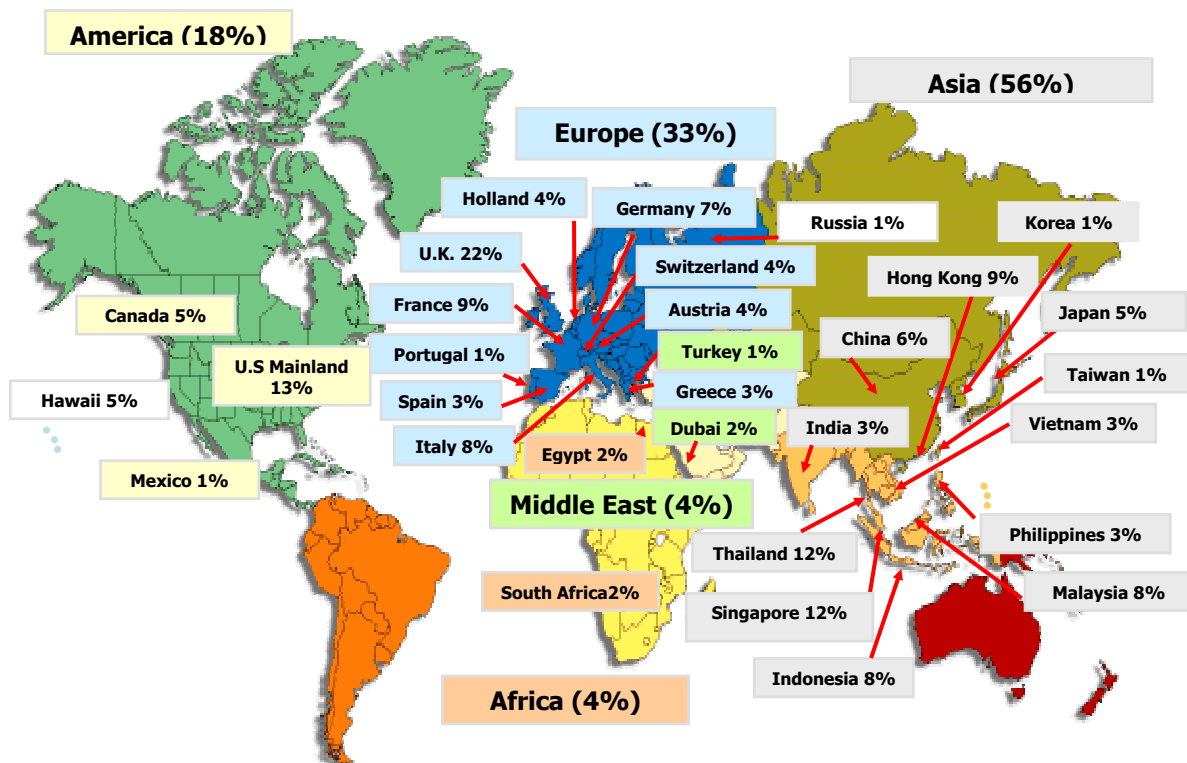 America (18%)
Asia (56%)
Europe (33%)
Holland 4%
Germany 7%
Russia 1%
Korea 1%
U.K. 22%
Switzerland 4%
Hong Kong 9%
France 9%
Austria 4%
Japan 5%
Canada 5%
China 6%
Portugal 1%
Turkey 1%
U.S Mainland
13%
Taiwan 1%
Hawaii 5%
Spain 3%
Greece 3%
Dubai 2%
India 3%
Vietnam 3%
Italy 8%
Egypt 2%
Mexico 1%
Middle East (4%)
Philippines 3%
Thailand 12%
South Africa2%
Malaysia 8%
Singapore 12%
Indonesia 8%
Africa (4%)